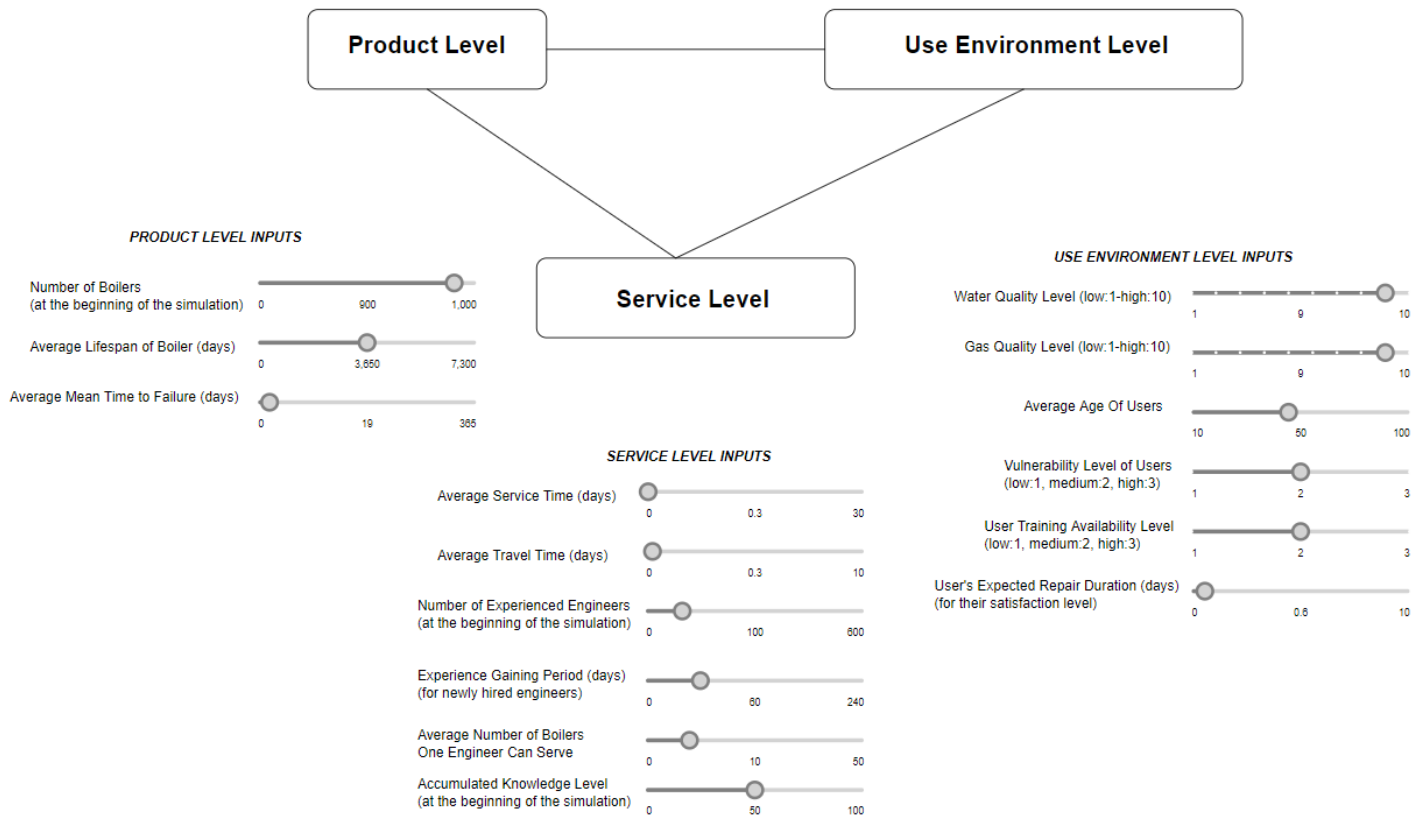 Product Level
Use Environment Level
Service Level
PRODUCT LEVEL INPUTS
Number of Boilers
(at the beginning of the simulation)
0 900 1,000
Average Lifespan of Boiler (days)
0 3,650 7,300
Average Mean Time to Failure (days)
0 19 365
SERVICE LEVEL INPUTS
Average Service Time (days)
0 0.3 30
Average Travel Time (days)
0 0.3 10
Number of Experienced Engineers
(at the beginning of the simulation)
0 100 600
Experience Gaining Period (days)
(for newly hired engineers)
0 60 240
Average Number of Boilers
One Engineer Can Serve
0 10 50
Accumulated Knowledge Level
(at the beginning of the simulation)
0 50 100
USE ENVIRONMENT LEVEL INPUTS
Water Quality Level (low:1-high:10)
1 9 10
Gas Quality Level (low:1-high:10)
1 9 10
Average Age Of Users
10 50 100
Vulnerability Level of Users
(low:1, medium:2, high:3)
1 2 3
User Training Availability Level
(low:1, medium:2, high:3)
1 2 3
User's Expected Repair Duration (days)
(for their satisfaction level)
0 0.6 10